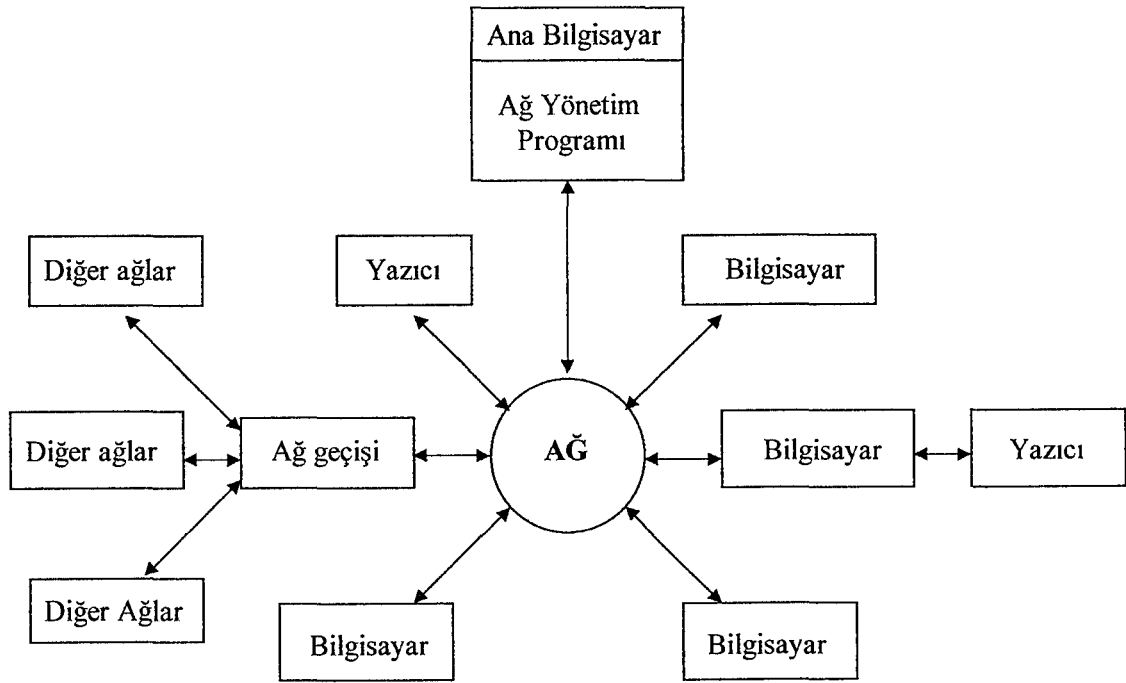 Ana Bilgisayar
Ağ Yönetim
Programı
Diğer ağlar
Yazıcı
Bilgisayar
Diğer ağlar
Ağ geçişi
AĞ
Bilgisayar
Yazıcı
Diğer Ağlar
Bilgisayar
Bilgisayar